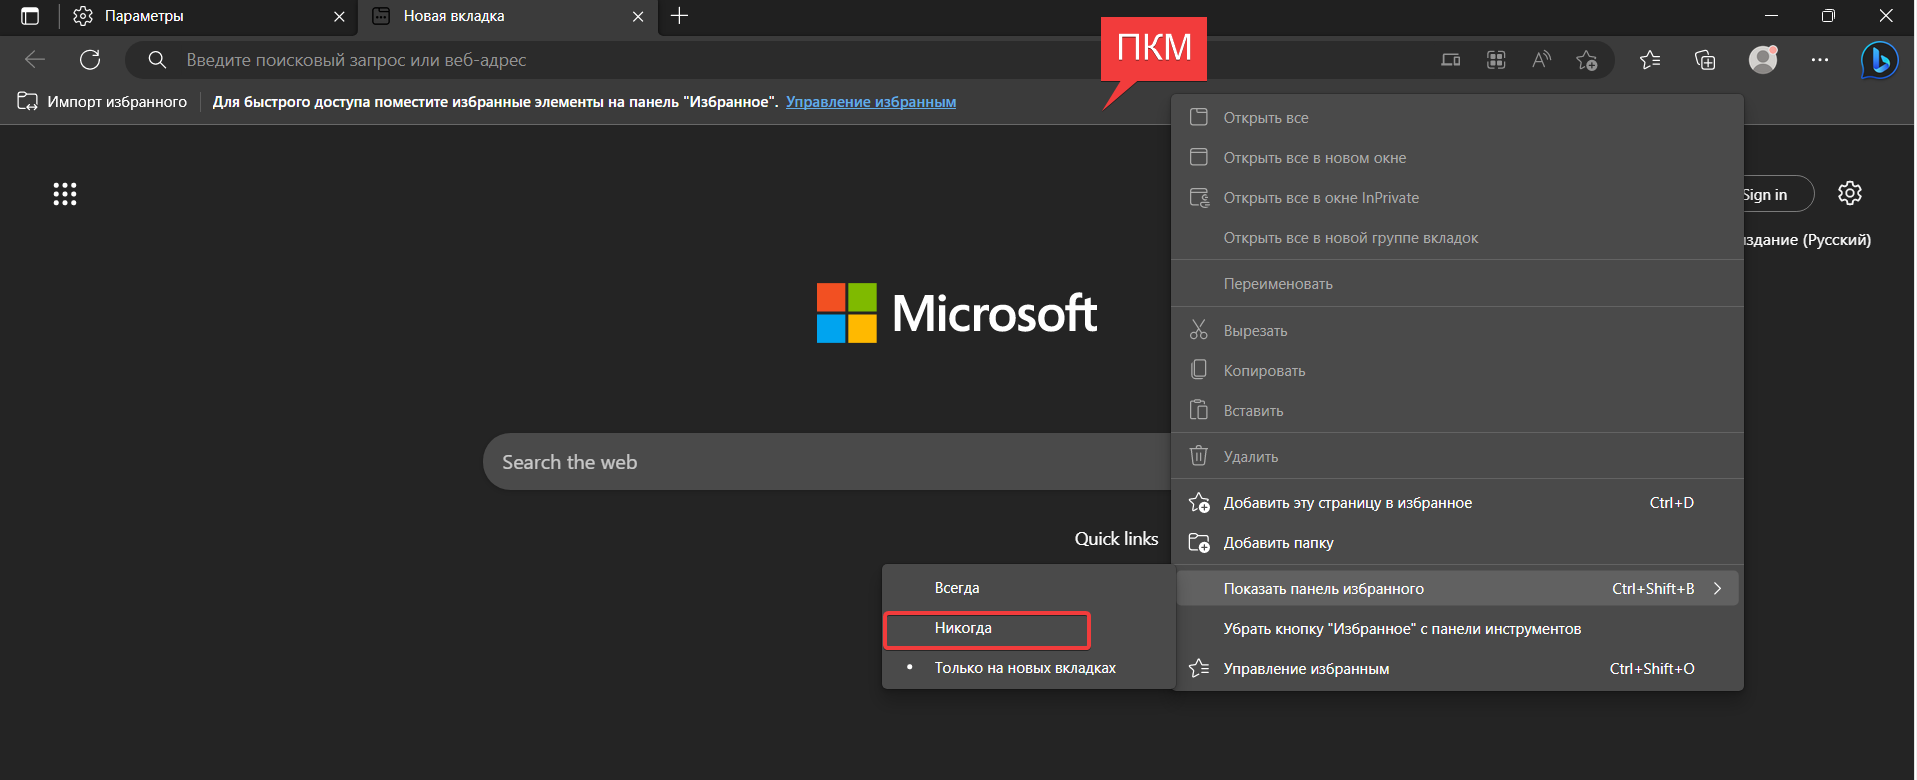 Параметры
Новая вкладка
ПКМ
Введите поисковый запрос или веб-адрес
Импорт избранного
Для быстрого доступа поместите избранные элементы на панель "Избранное". Управление избранным
Открыть все
Открыть все в новом окне
Открыть все в окне InPrivate
Открыть все в новой группе вкладок
Sign in
здание (Русский)
Переименовать
Microsoft
Вырезать
Копировать
Вставить
Search the web
Удалить
Добавить эту страницу в избранное Ctrl+D
Quick links
Добавить папку
Показать панель избранного Ctrl+Shift+B
Убрать кнопку "Избранное" с панели инструментов
Управление избранным Ctrl+Shift+O
Всегда
Никогда
Только на новых вкладках